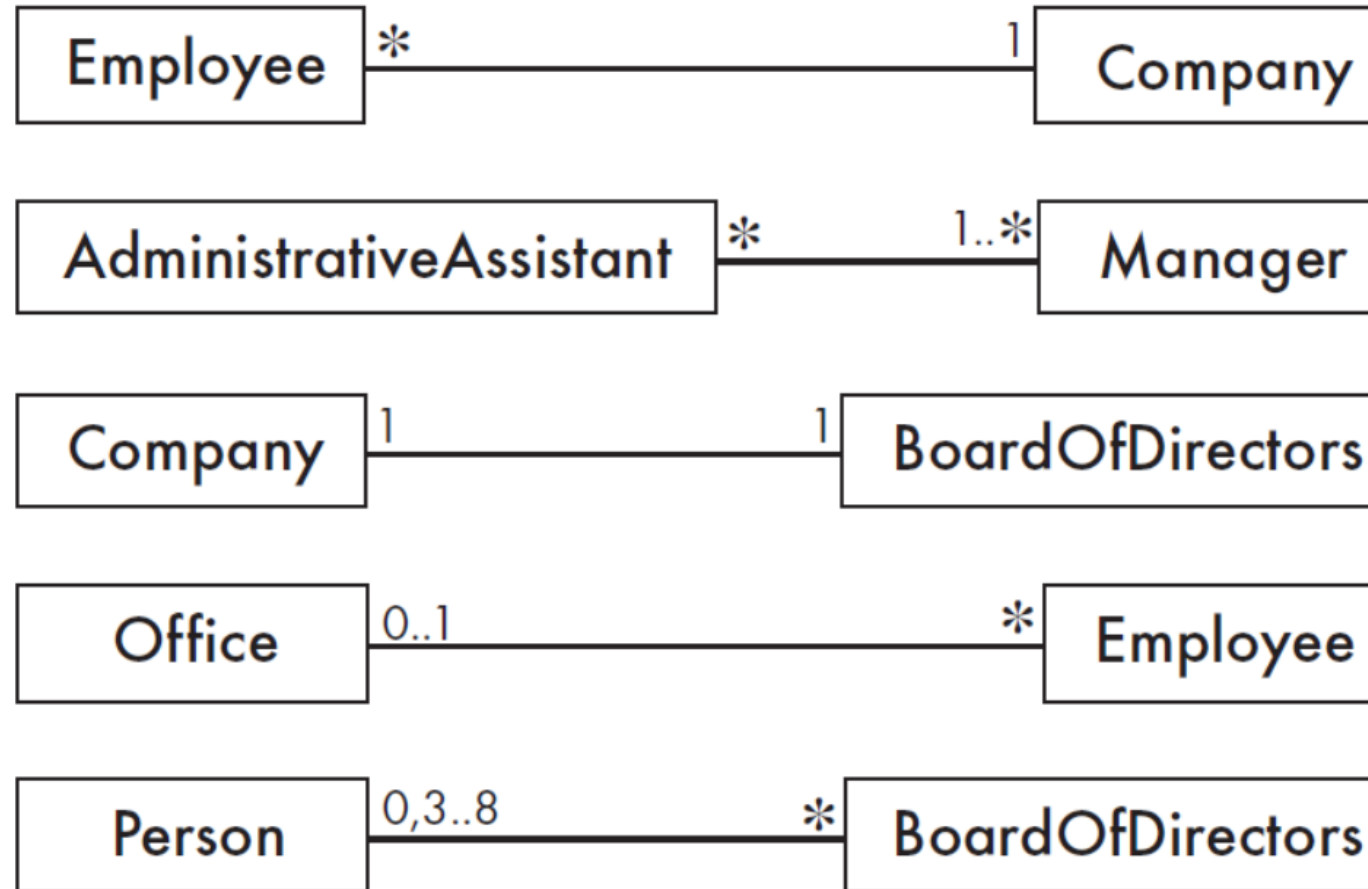 Employee * 1 Company
AdministrativeAssistant * 1..* Manager
Company 1 1 BoardOfDirectors
Office 0..1 * Employee
Person 0,3..8 * BoardOfDirectors